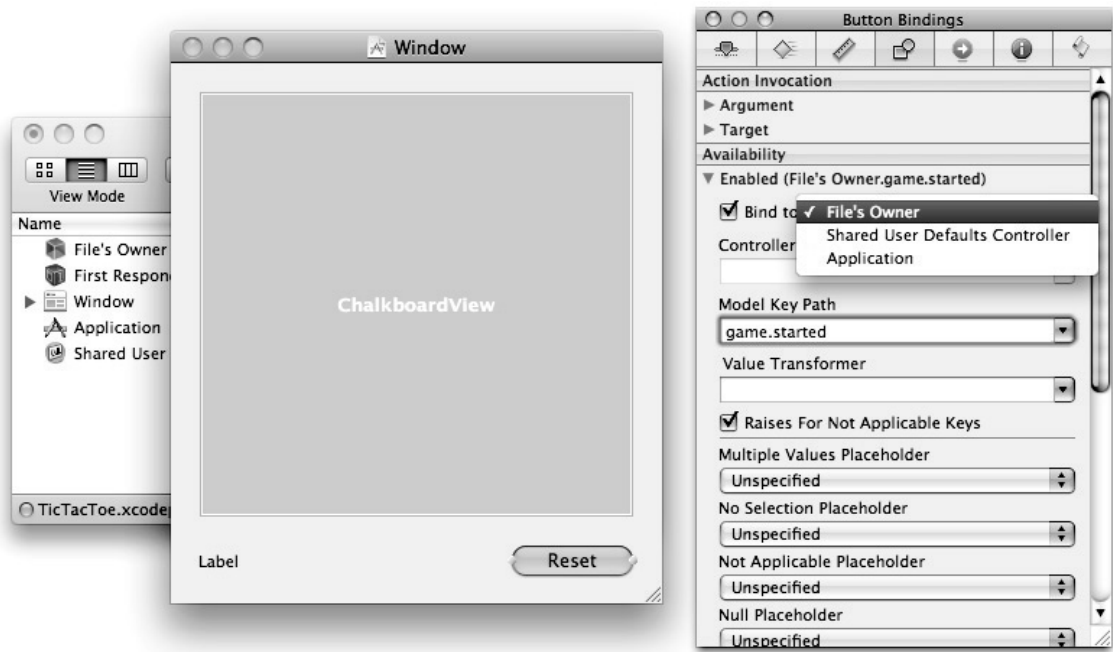 View Mode
Name
File's Owner
First Respon
Window
Application
Shared User
TicTacToe.xcode
Window
ChalkboardView
Label
Reset
Button Bindings
Action Invocation
Argument
Target
Availability
Enabled (File's Owner.game.started)
Bind to
File's Owner
Shared User Defaults Controller
Application
Controller
Model Key Path
game.started
Value Transformer
Raises For Not Applicable Keys
Multiple Values Placeholder
Unspecified
No Selection Placeholder
Unspecified
Not Applicable Placeholder
Unspecified
Null Placeholder
Unspecified